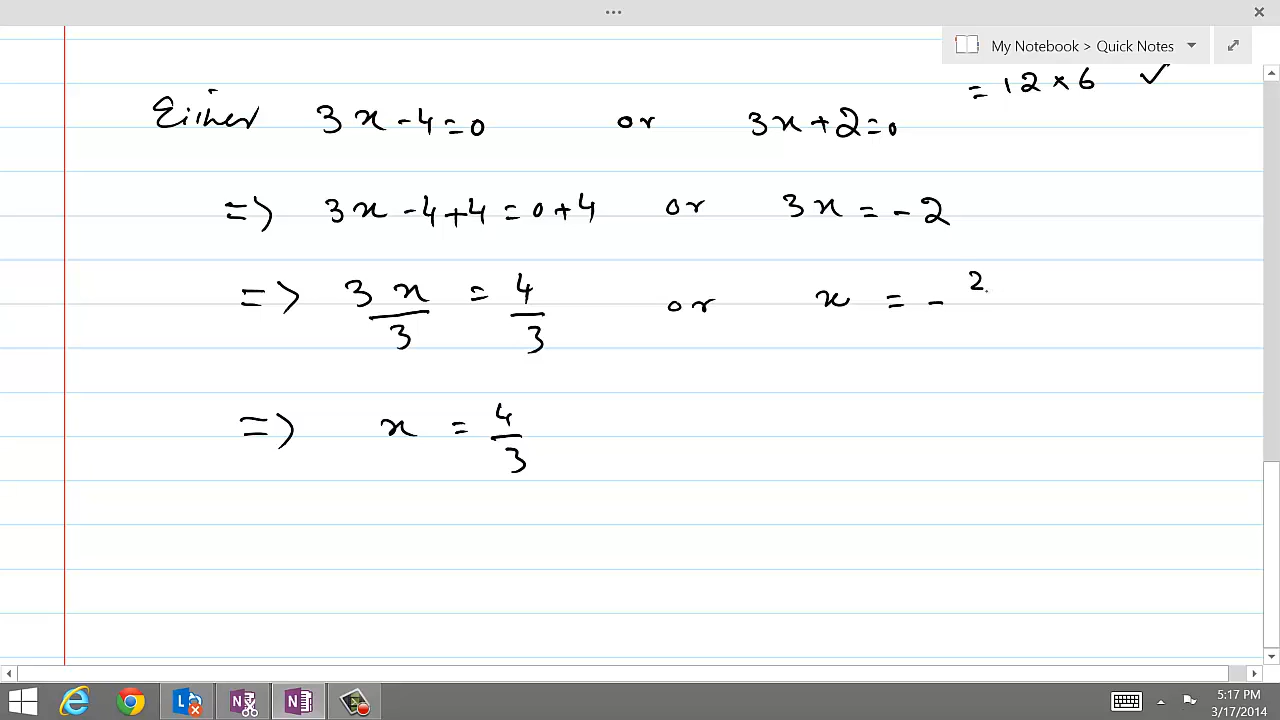 My Notebook > Quick Notes
= 12 × 6 ✓
Either 3x - 4 = 0 or 3x + 2 = 0
=> 3x - 4 + 4 = 0 + 4 or 3x = - 2
=> 3x/3 = 4/3 or x = - 2
=> x = 4/3
5:17 PM
3/17/2014